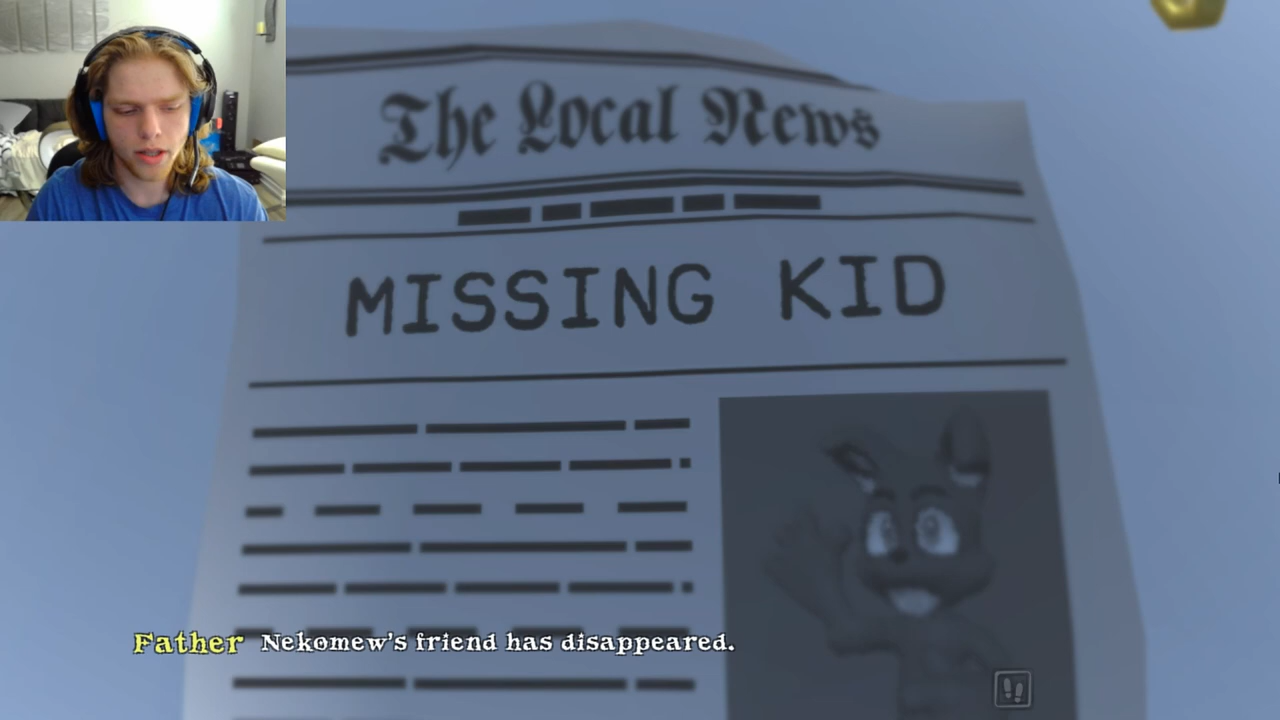 The Local News
MISSING KID
Father Nekomew's friend has disappeared.